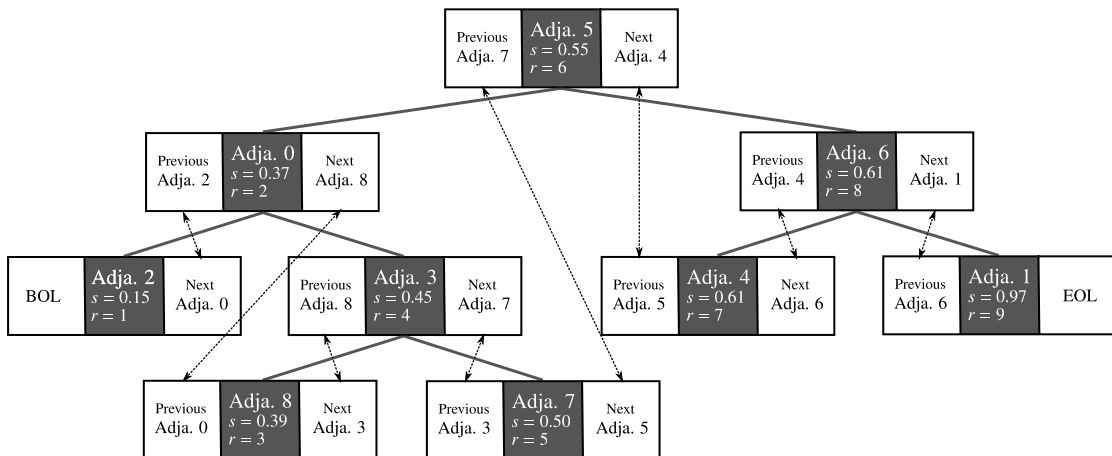 Previous
Adja. 7
Adja. 5
s = 0.55
r = 6
Next
Adja. 4
Previous
Adja. 2
Adja. 0
s = 0.37
r = 2
Next
Adja. 8
Previous
Adja. 4
Adja. 6
s = 0.61
r = 8
Next
Adja. 1
BOL
Adja. 2
s = 0.15
r = 1
Next
Adja. 0
Previous
Adja. 8
Adja. 3
s = 0.45
r = 4
Next
Adja. 7
Previous
Adja. 5
Adja. 4
s = 0.61
r = 7
Next
Adja. 6
Previous
Adja. 6
Adja. 1
s = 0.97
r = 9
EOL
Previous
Adja. 0
Adja. 8
s = 0.39
r = 3
Next
Adja. 3
Previous
Adja. 3
Adja. 7
s = 0.50
r = 5
Next
Adja. 5